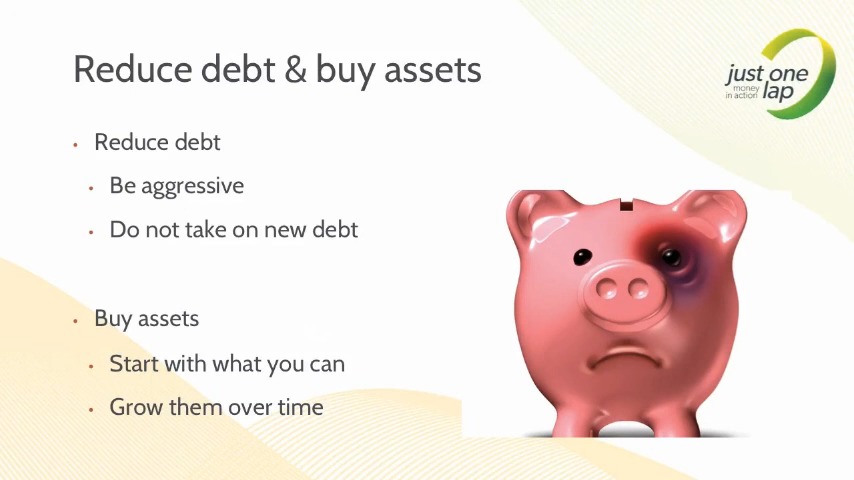 Reduce debt & buy assets
just one
money
in action lap
Reduce debt
Be aggressive
Do not take on new debt
Buy assets
Start with what you can
Grow them over time